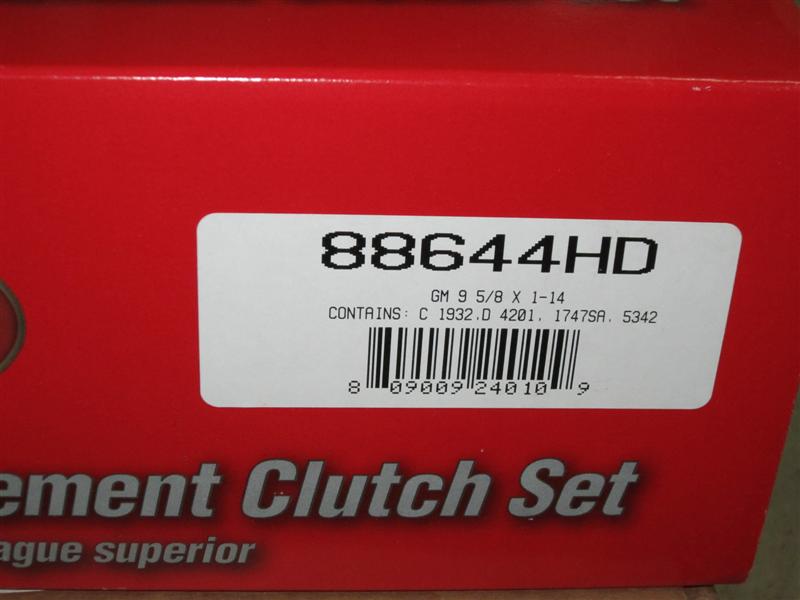 88644HD
GM 9 5/8 X 1-14
CONTAINS: C 1932,D 4201, 1747SA, 5342
8 09009 24010 9
ement Clutch Set
ague superior